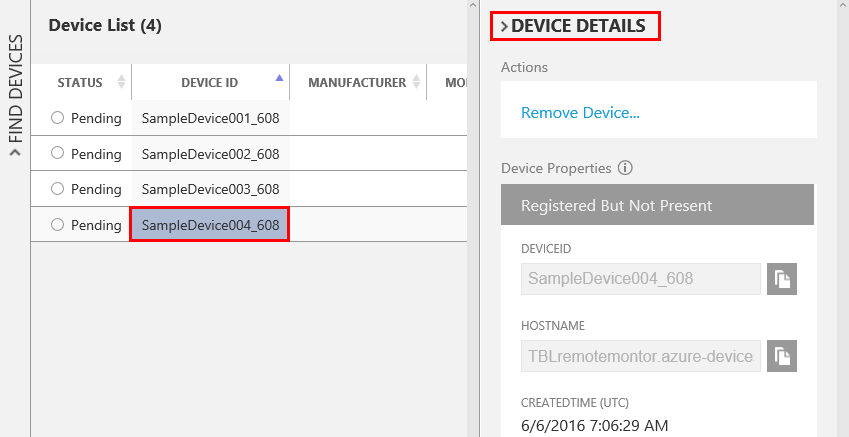 FIND DEVICES
Device List (4)
STATUS DEVICE ID MANUFACTURER MO
Pending SampleDevice001_608
Pending SampleDevice002_608
Pending SampleDevice003_608
Pending SampleDevice004_608
DEVICE DETAILS
Actions
Remove Device...
Device Properties
Registered But Not Present
DEVICEID
SampleDevice004_608
HOSTNAME
TBLremotemontor.azure-device
CREATEDTIME (UTC)
6/6/2016 7:06:29 AM